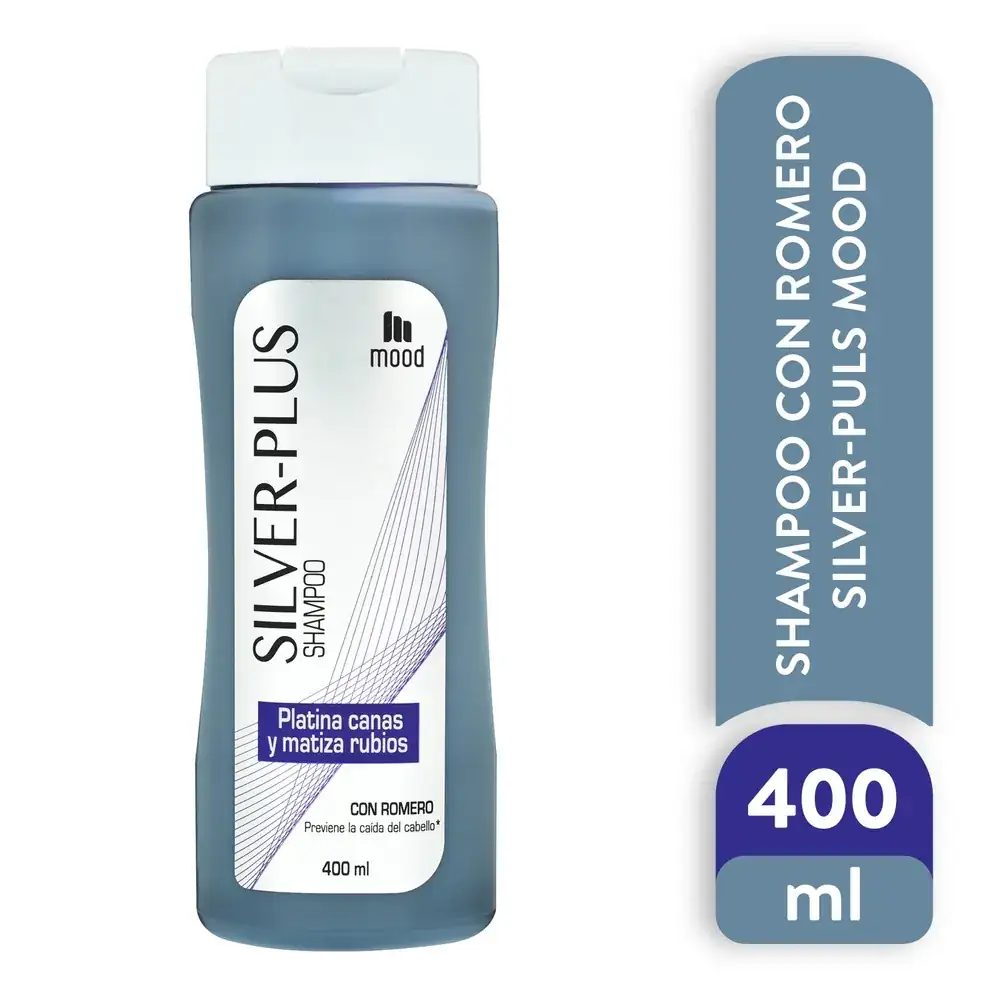 mood
SILVER-PLUS
SHAMPOO
Platina canas
y matiza rubios
CON ROMERO
Previene la caída del cabello*
400 ml
SHAMPOO CON ROMERO
SILVER-PULS MOOD
400
ml